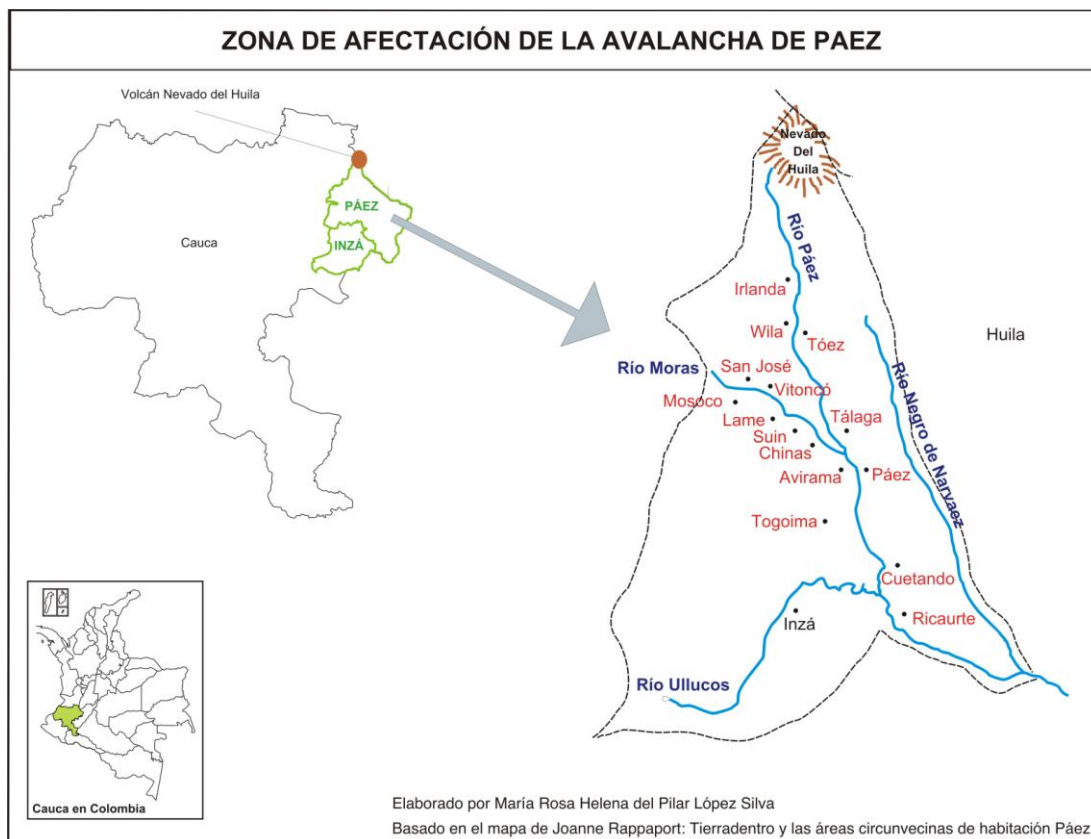 ZONA DE AFECTACIÓN DE LA AVALANCHA DE PAEZ
Volcán Nevado del Huila
PÁEZ
INZÁ
Cauca
Nevado
Del
Huila
Río Páez
Irlanda
Wila
Tóez
Huila
Río Moras
San José
Vitoncó
Mosoco
Lame
Tálaga
Suin
Chinas
Río Negro de Narvaez
Avirama
Páez
Togoima
Cuetando
Inzá
Ricaurte
Río Ullucos
Cauca en Colombia
Elaborado por María Rosa Helena del Pilar López Silva
Basado en el mapa de Joanne Rappaport: Tierradentro y las áreas circunvecinas de habitación Páez